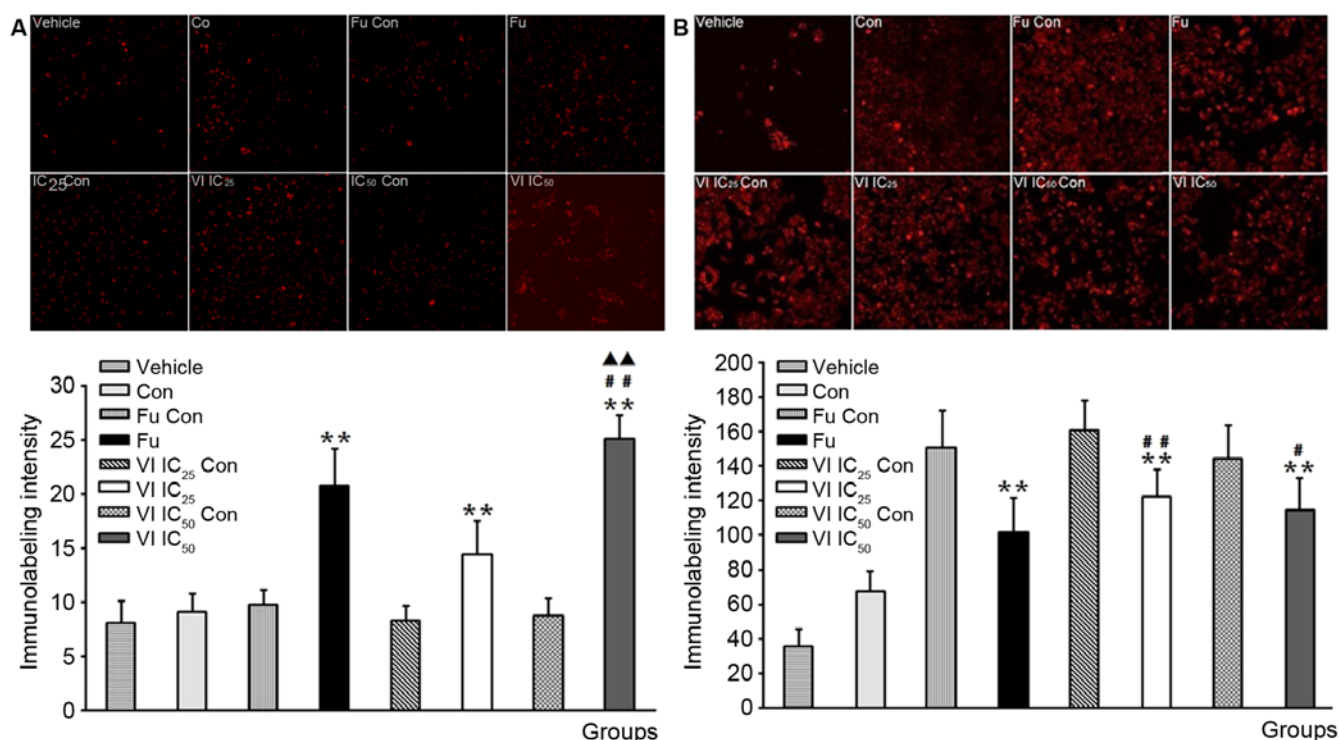 A
Vehicle
Co
Fu Con
Fu
IC25 Con
VI IC25
IC50 Con
VI IC50
Immunolabeling intensity
30
25
20
15
10
5
0
Vehicle
Con
Fu Con
Fu
VI IC25 Con
VI IC25
VI IC50 Con
VI IC50
**
**
▲▲
# #
**
Groups
B
Vehicle
Con
Fu Con
Fu
VI IC25 Con
VI IC25
VI IC50 Con
VI IC50
Immunolabeling intensity
200
180
160
140
120
100
80
60
40
20
0
Vehicle
Con
Fu Con
Fu
VI IC25 Con
VI IC25
VI IC50 Con
VI IC50
**
# #
**
#
**
Groups